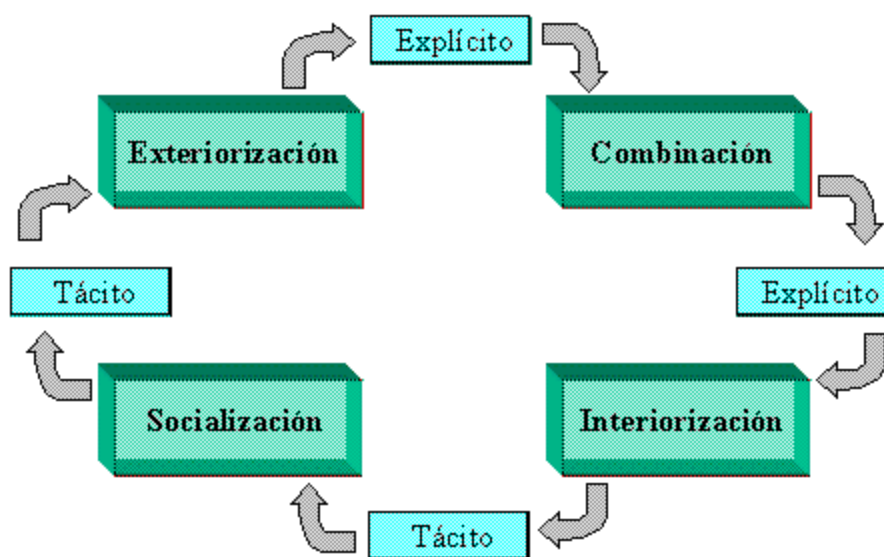 Explícito
Exteriorización
Combinación
Tácito
Explícito
Socialización
Interiorización
Tácito